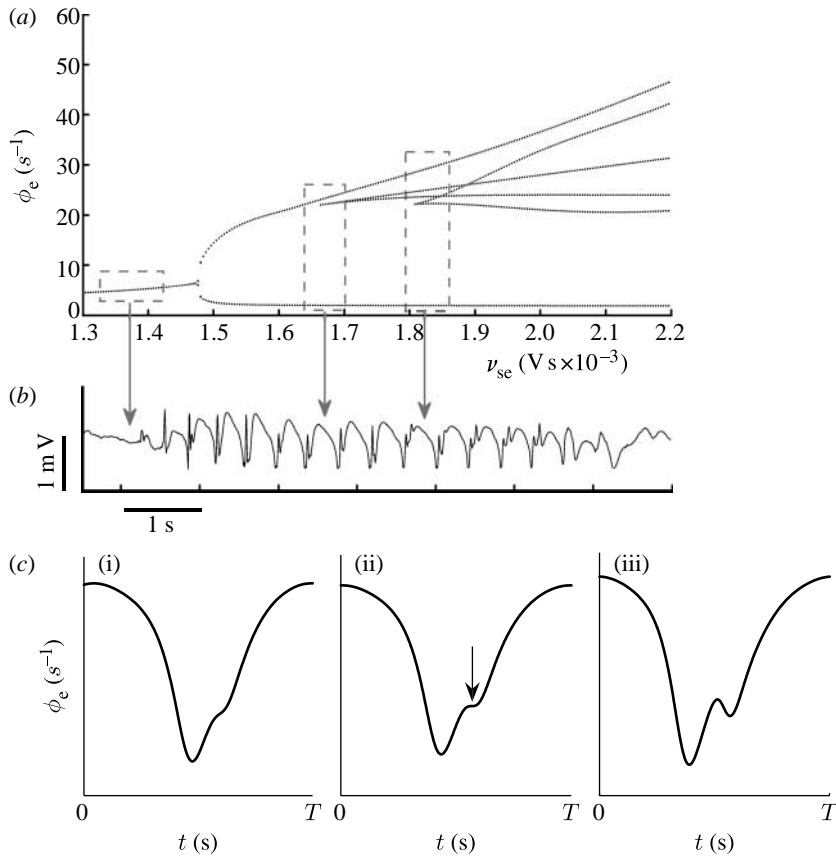 (a)
60
50
40
30
20
10
0
ϕe (s−1)
1.3 1.4 1.5 1.6 1.7 1.8 1.9 2.0 2.1 2.2
νse (V s×10−3)
(b)
1 mV
1 s
(c)
(i) (ii) (iii)
ϕe (s−1)
0 T 0 T 0 T
t (s) t (s) t (s)